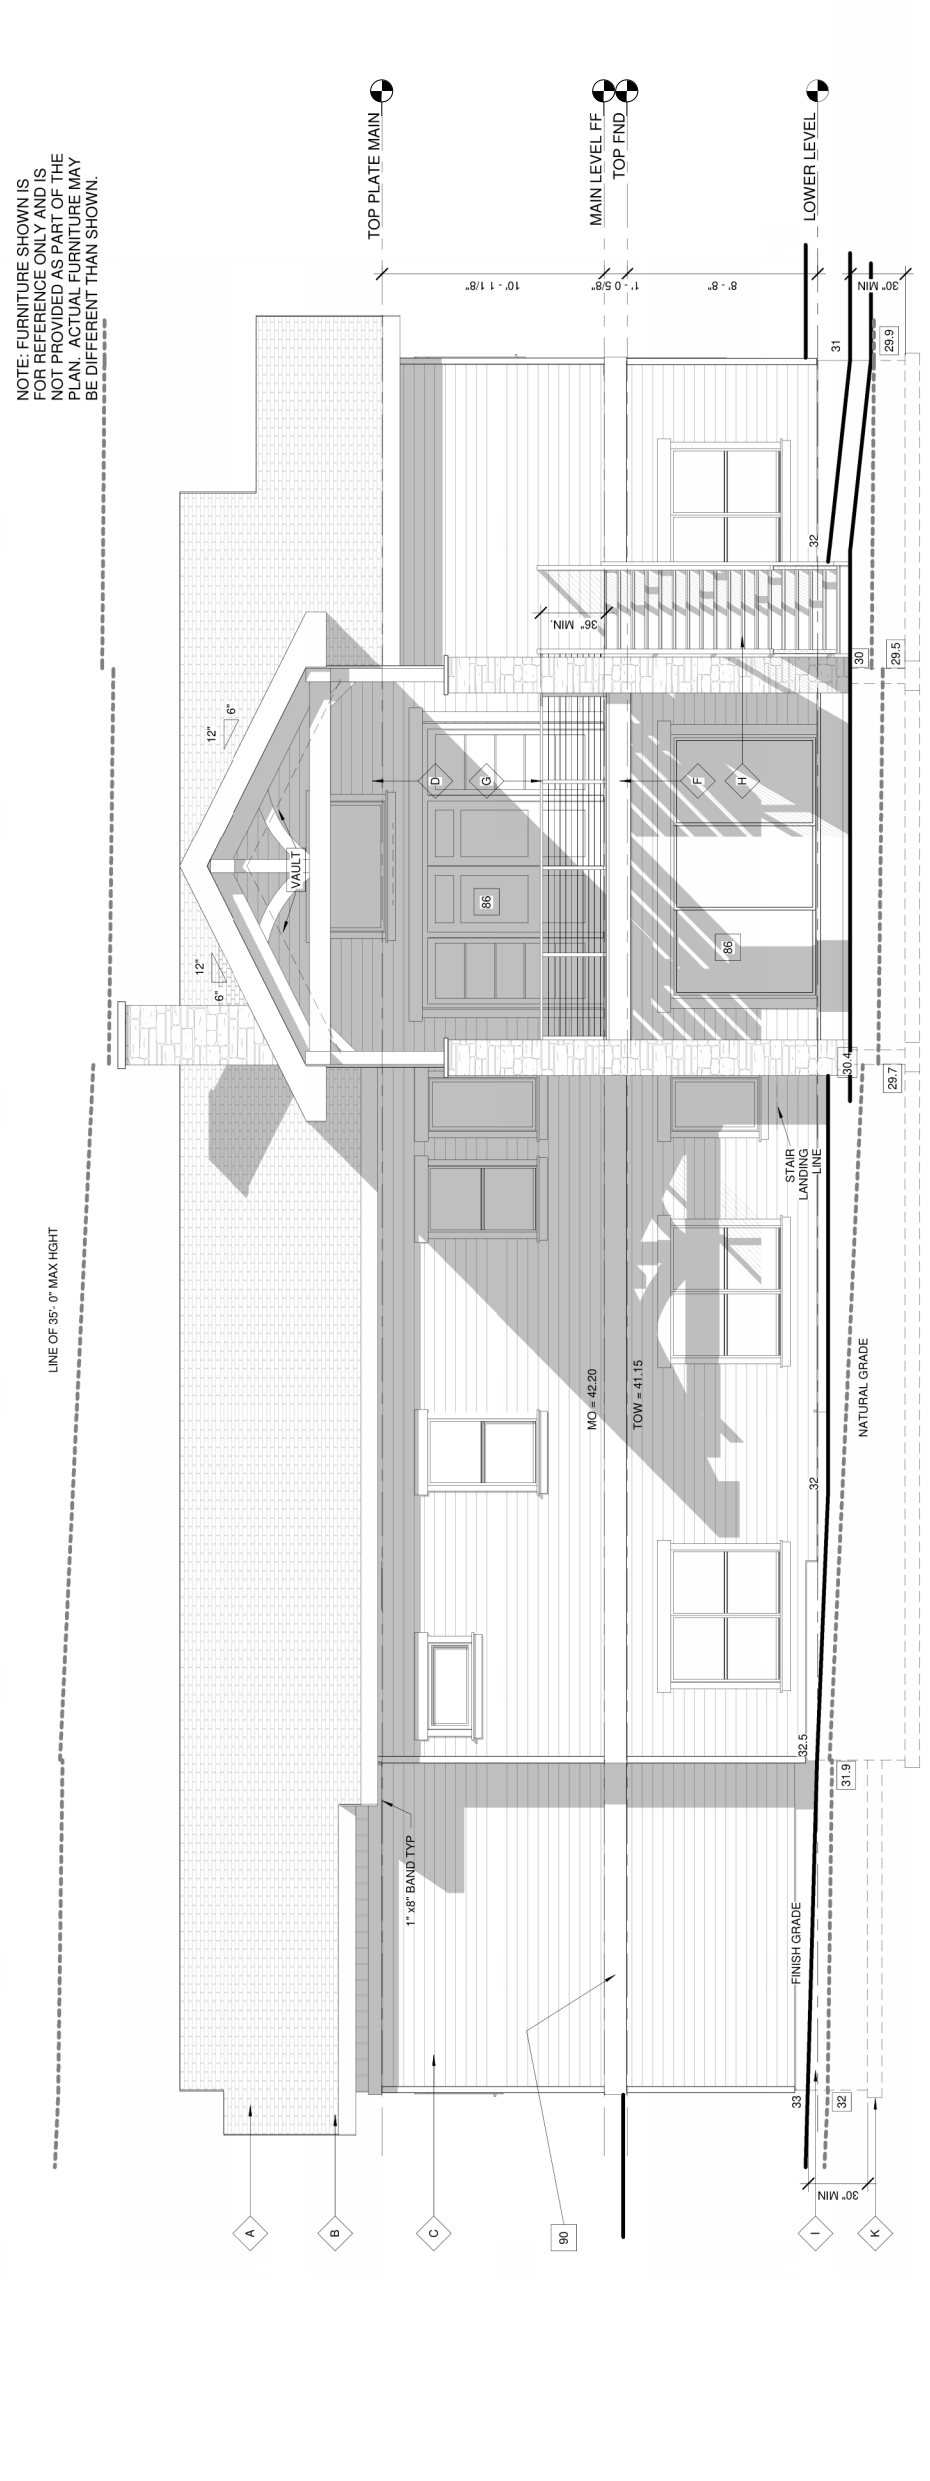 NOTE: FURNITURE SHOWN IS
FOR REFERENCE ONLY AND IS
NOT PROVIDED AS PART OF THE
PLAN. ACTUAL FURNITURE MAY
BE DIFFERENT THAN SHOWN.
LINE OF 35'- 0" MAX HGHT
TOP PLATE MAIN
MAIN LEVEL FF
TOP FND
LOWER LEVEL
10' - 1 1/8"
1' - 0 5/8"
8' - 8"
30" MIN
12"
6"
12"
6"
VAULT
D
G
F
H
86
86
36" MIN.
31
32
29.9
30
29.5
30.4
29.7
STAIR
LANDING
LINE
MO = 42.20
TOW = 41.15
NATURAL GRADE
32
32.5
31.9
1" x8" BAND TYP
FINISH GRADE
33
32
30" MIN
A
B
C
90
I
K